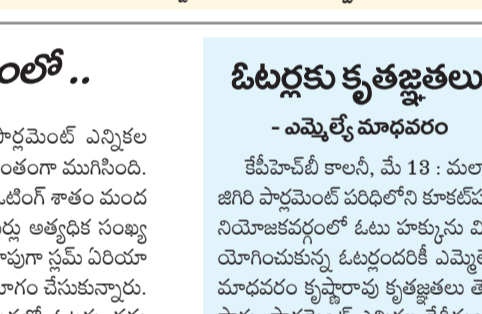 ..లో ..
పార్లమెంట్ ఎన్నికల
ముగిసింది.
శాతం మంద
అత్యధిక సంఖ్య
స్లమ్ ఏరియా
చేసుకున్నారు.
ఓటర్లకు కృతజ్ఞతలు
- ఎమ్మెల్యే మాధవరం
కేపీహెచ్‌బీ కాలనీ, మే 13 : మలా
జిగిరి పార్లమెంట్ పరిధిలోని కూకట్‌ప
నియోజకవర్గంలో ఓటు హక్కును వి
యోగించుకున్న ఓటర్లందరికీ ఎమ్మెల
మాధవరం కృష్ణారావు కృతజ్ఞతలు తె